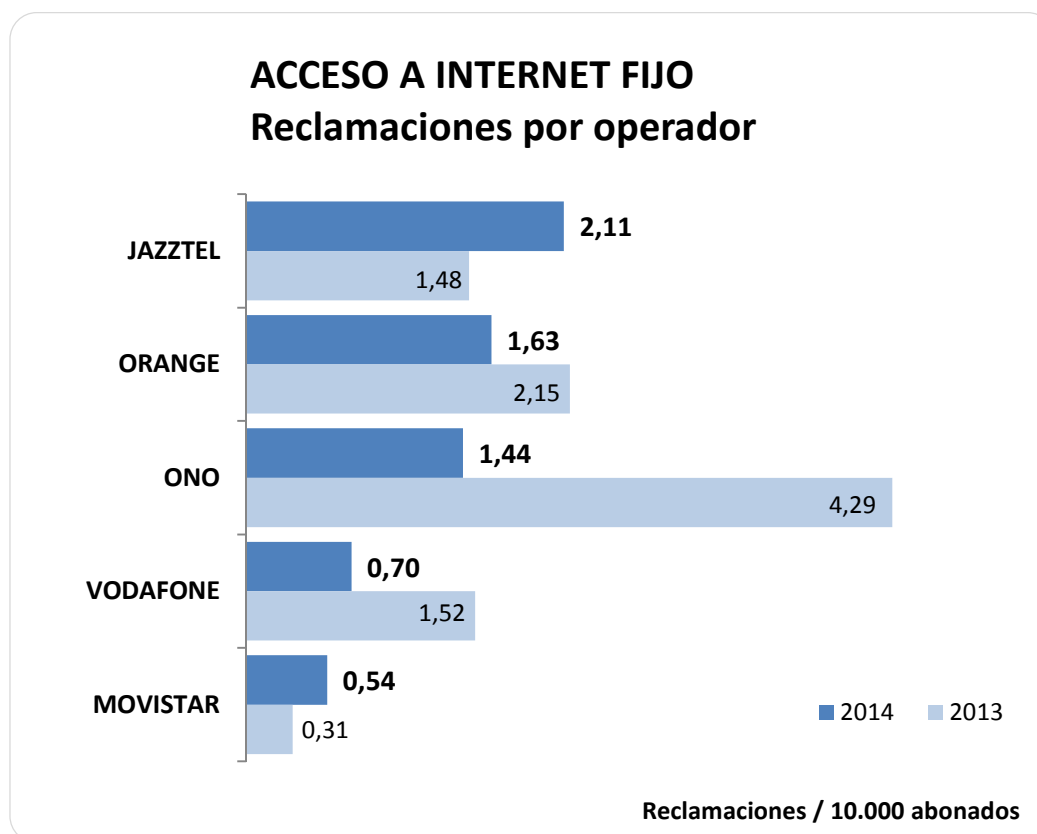 ACCESO A INTERNET FIJO
Reclamaciones por operador
JAZZTEL
2,11
1,48
ORANGE
1,63
2,15
ONO
1,44
4,29
VODAFONE
0,70
1,52
MOVISTAR
0,54
0,31
2014 2013
Reclamaciones / 10.000 abonados